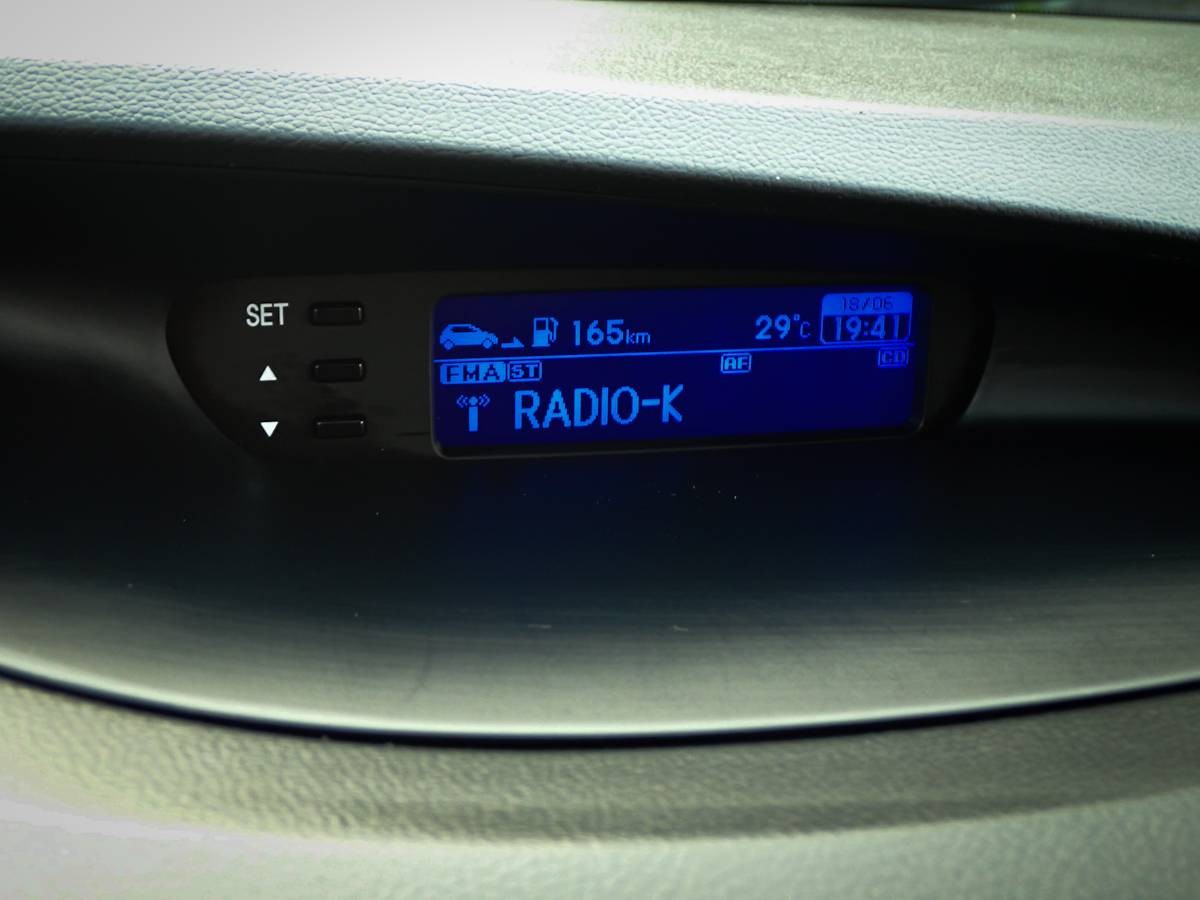 SET
18/06
165km 29°C 19:41
FMA ST AF CD
RADIO-K